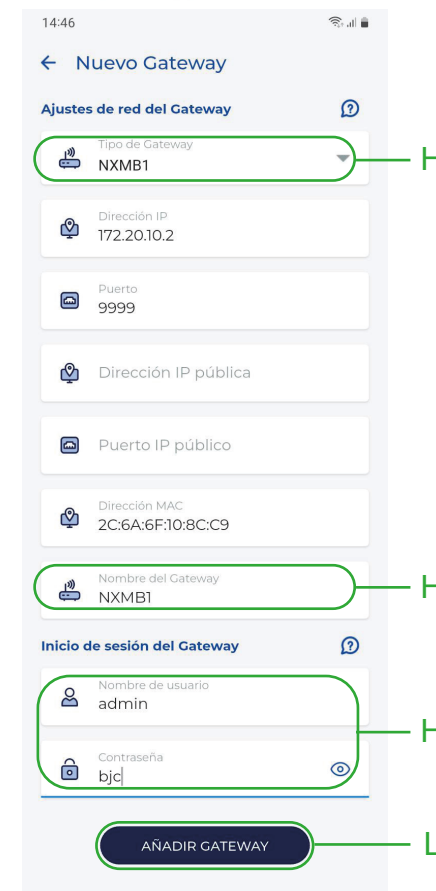 14:46
Nuevo Gateway
Ajustes de red del Gateway
Tipo de Gateway
NXMB1
H
Dirección IP
172.20.10.2
Puerto
9999
Dirección IP pública
Puerto IP público
Dirección MAC
2C:6A:6F:10:8C:C9
Nombre del Gateway
NXMB1
H
Inicio de sesión del Gateway
Nombre de usuario
admin
H
Contraseña
bjc
AÑADIR GATEWAY
L